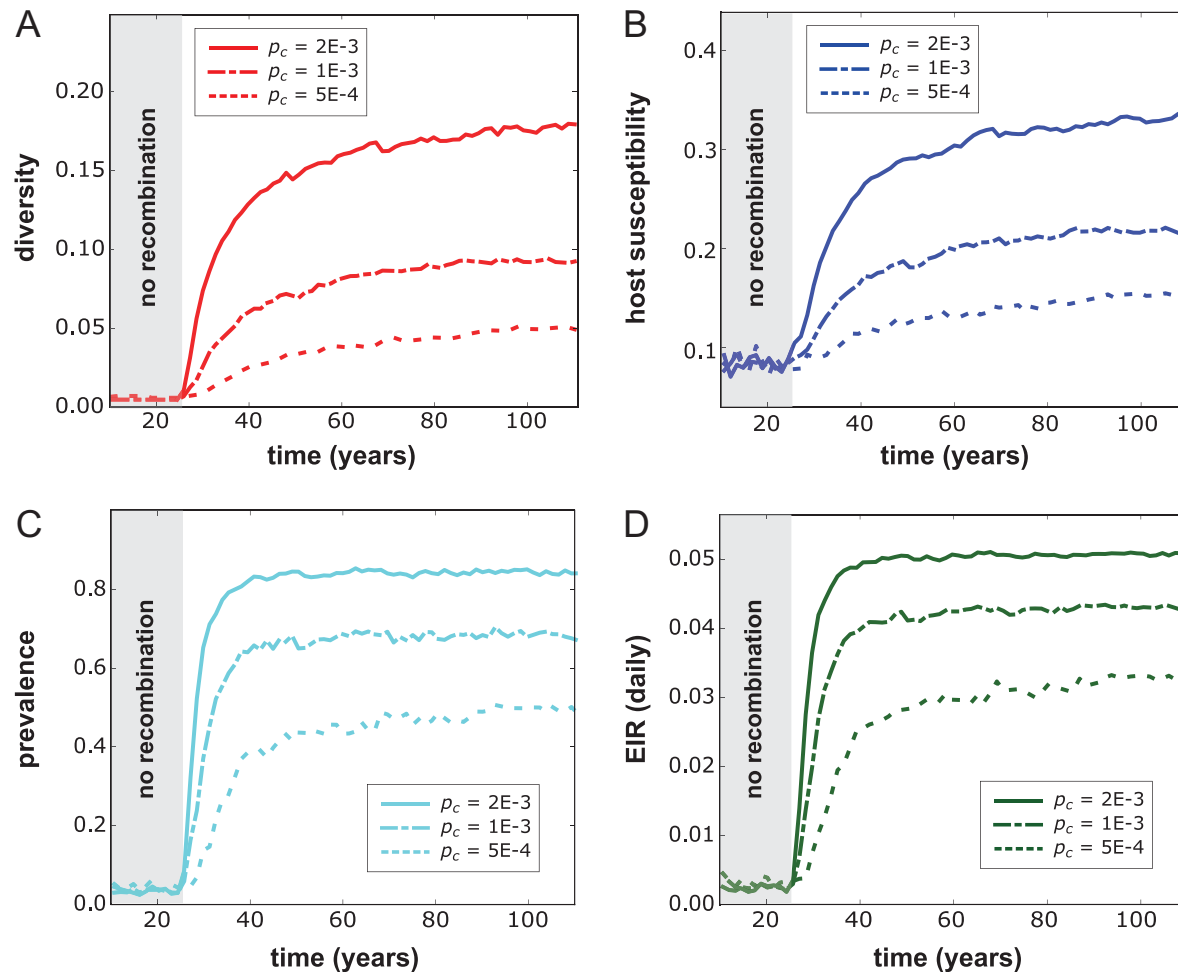 A
diversity
0.20
0.15
0.10
0.05
0.00
no recombination
p_c = 2E-3
p_c = 1E-3
p_c = 5E-4
20 40 60 80 100
time (years)
B
host susceptibility
0.4
0.3
0.2
0.1
no recombination
p_c = 2E-3
p_c = 1E-3
p_c = 5E-4
20 40 60 80 100
time (years)
C
prevalence
0.8
0.6
0.4
0.2
0.0
no recombination
p_c = 2E-3
p_c = 1E-3
p_c = 5E-4
20 40 60 80 100
time (years)
D
EIR (daily)
0.05
0.04
0.03
0.02
0.01
0.00
no recombination
p_c = 2E-3
p_c = 1E-3
p_c = 5E-4
20 40 60 80 100
time (years)